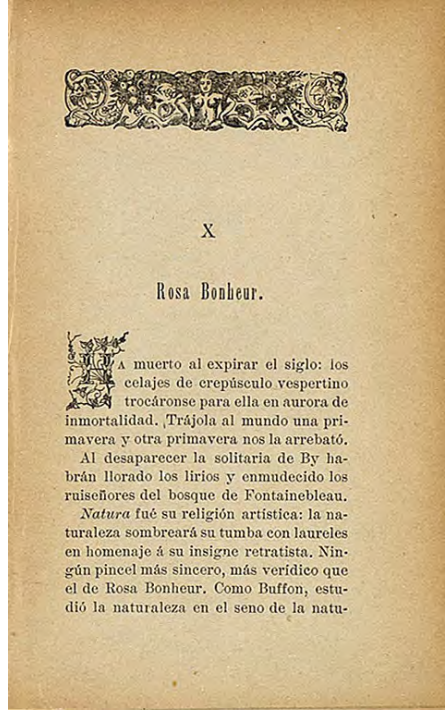 X
Rosa Bonheur.
HA muerto al expirar el siglo: los
celajes de crepúsculo vespertino
trocáronse para ella en aurora de
inmortalidad. Trájola al mundo una pri-
mavera y otra primavera nos la arrebató.
Al desaparecer la solitaria de By ha-
brán llorado los lirios y enmudecido los
ruiseñores del bosque de Fontainebleau.
Natura fué su religión artística: la na-
turaleza sombreará su tumba con laureles
en homenaje á su insigne retratista. Nin-
gún pincel más sincero, más verídico que
el de Rosa Bonheur. Como Buffon, estu-
dió la naturaleza en el seno de la natu-